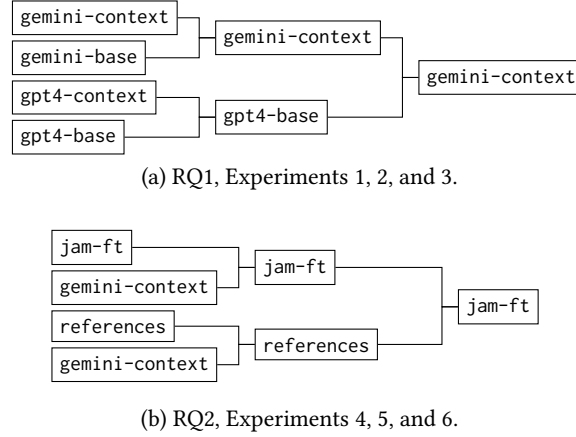 gemini-context
gemini-base
gemini-context
gpt4-context
gpt4-base
gpt4-base
gemini-context
(a) RQ1, Experiments 1, 2, and 3.
jam-ft
gemini-context
jam-ft
references
gemini-context
references
jam-ft
(b) RQ2, Experiments 4, 5, and 6.